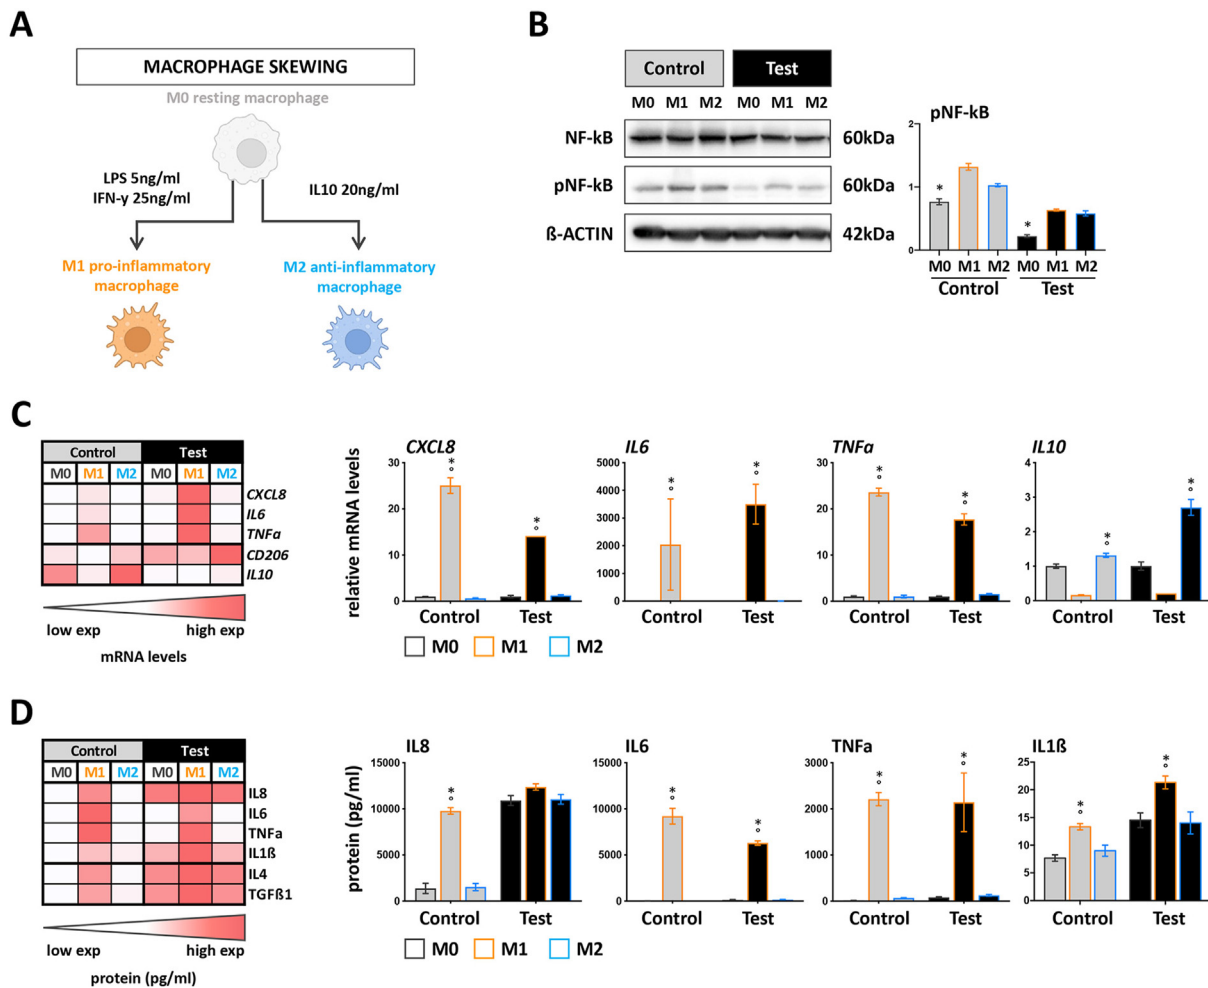 A
MACROPHAGE SKEWING
M0 resting macrophage
LPS 5ng/ml
IFN-γ 25ng/ml
IL10 20ng/ml
M1 pro-inflammatory
macrophage
M2 anti-inflammatory
macrophage
B
Control Test
M0 M1 M2 M0 M1 M2
NF-kB 60kDa
pNF-kB 60kDa
ß-ACTIN 42kDa
pNF-kB
2
1
0
* *
M0 M1 M2 M0 M1 M2
Control Test
C
Control Test
M0 M1 M2 M0 M1 M2
CXCL8
IL6
TNFa
CD206
IL10
low exp high exp
mRNA levels
relative mRNA levels
CXCL8
30
20
10
0
*
°
*
°
Control Test
IL6
5000
4000
3000
2000
1000
0
*
°
*
°
Control Test
TNFa
30
20
10
0
*
°
*
°
Control Test
IL10
4
3
2
1
0
*
°
*
°
Control Test
M0 M1 M2
D
Control Test
M0 M1 M2 M0 M1 M2
IL8
IL6
TNFa
IL1ß
IL4
TGFß1
low exp high exp
protein (pg/ml)
protein (pg/ml)
IL8
15000
10000
5000
0
*
°
Control Test
IL6
15000
10000
5000
0
*
°
*
°
Control Test
TNFa
3000
2000
1000
0
*
°
*
°
Control Test
IL1ß
25
20
15
10
5
0
*
°
*
°
Control Test
M0 M1 M2